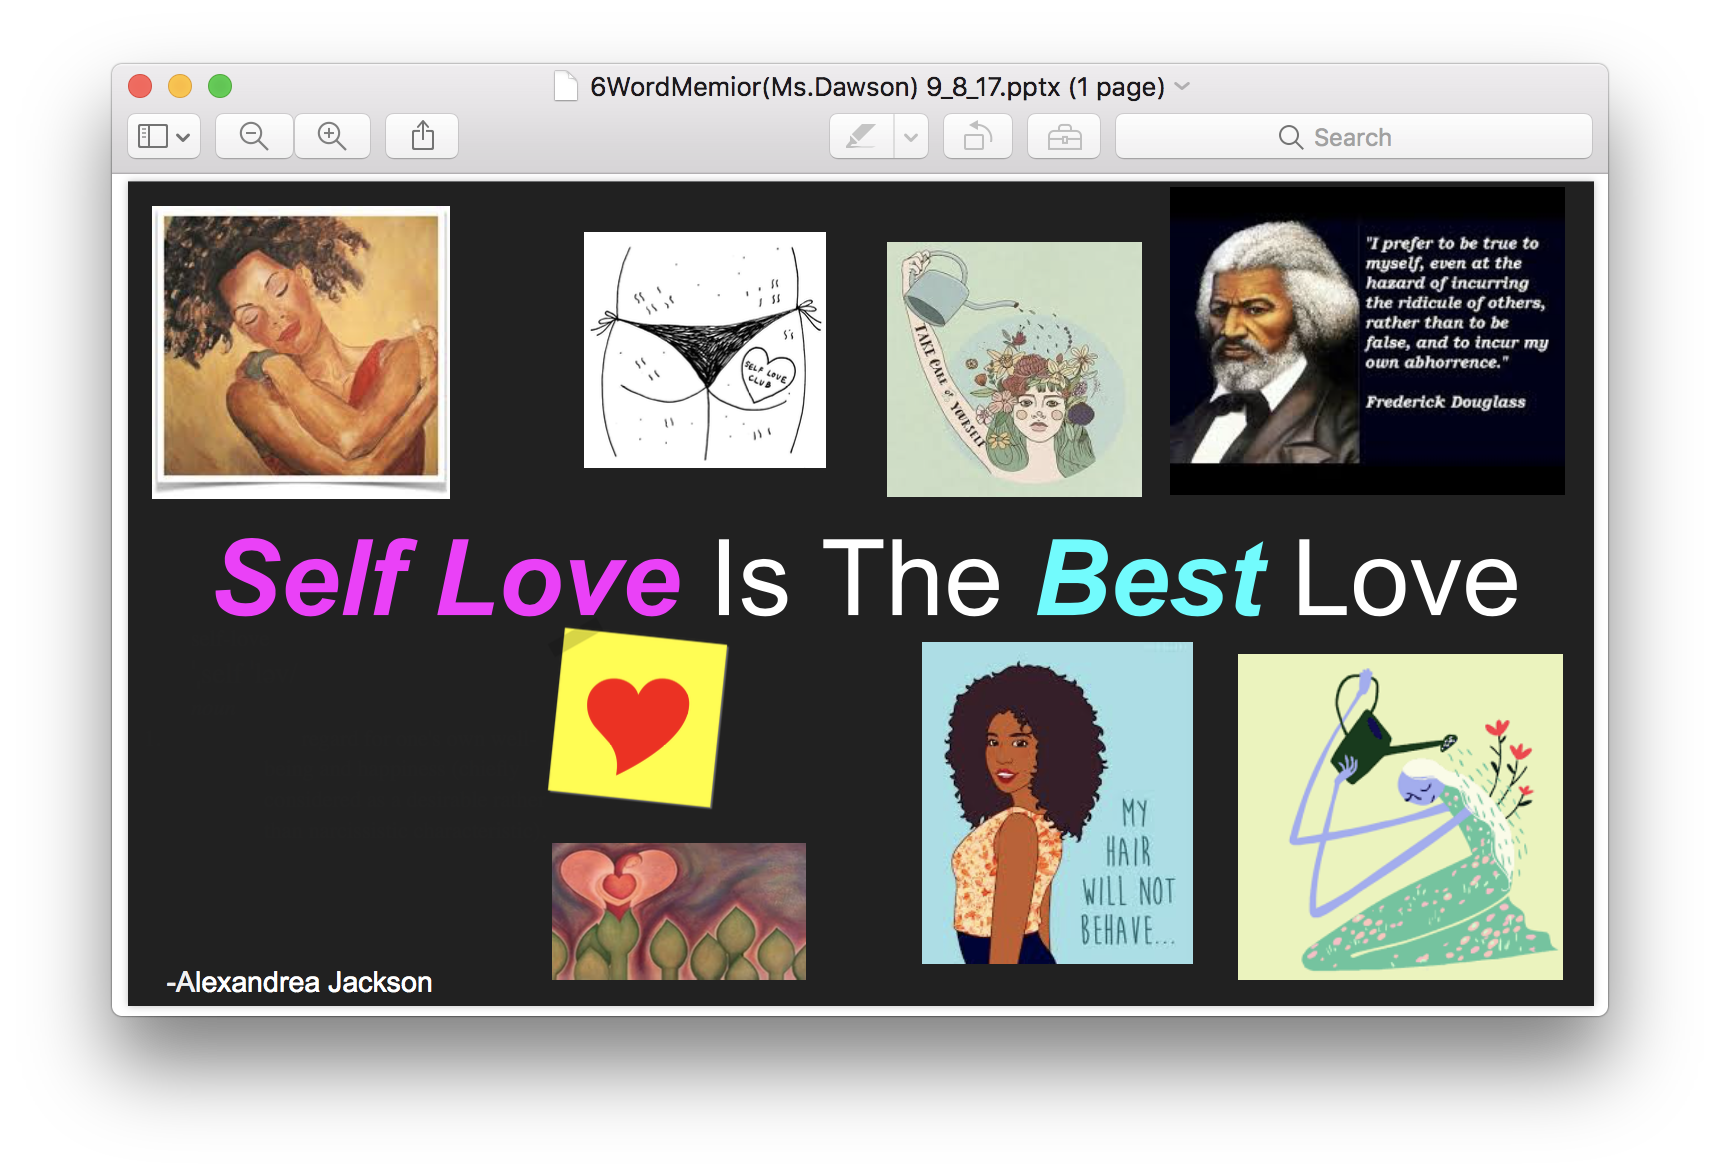 6WordMemior(Ms.Dawson) 9_8_17.pptx (1 page)
Search
SELF LOVE
CLUB
TAKE CARE OF YOURSELF
"I prefer to be true to
myself, even at the
hazard of incurring
the ridicule of others,
rather than to be
false, and to incur my
own abhorrence."
Frederick Douglass
Self Love Is The Best Love
MY
HAIR
WILL NOT
BEHAVE...
-Alexandrea Jackson